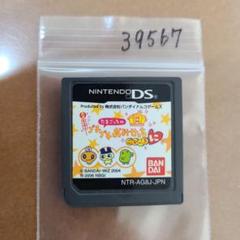 39567
NINTENDO DS
Produced by 株式会社バンダイナムコゲームス
たまごっちの
© BANDAI・WIZ 2004
© 2006 NBGI
BANDAI
NTR-AG8J-JPN